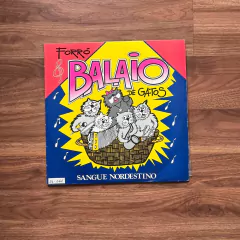 FORRÓ
BALAIO
DE GATOS
SANGUE NORDESTINO